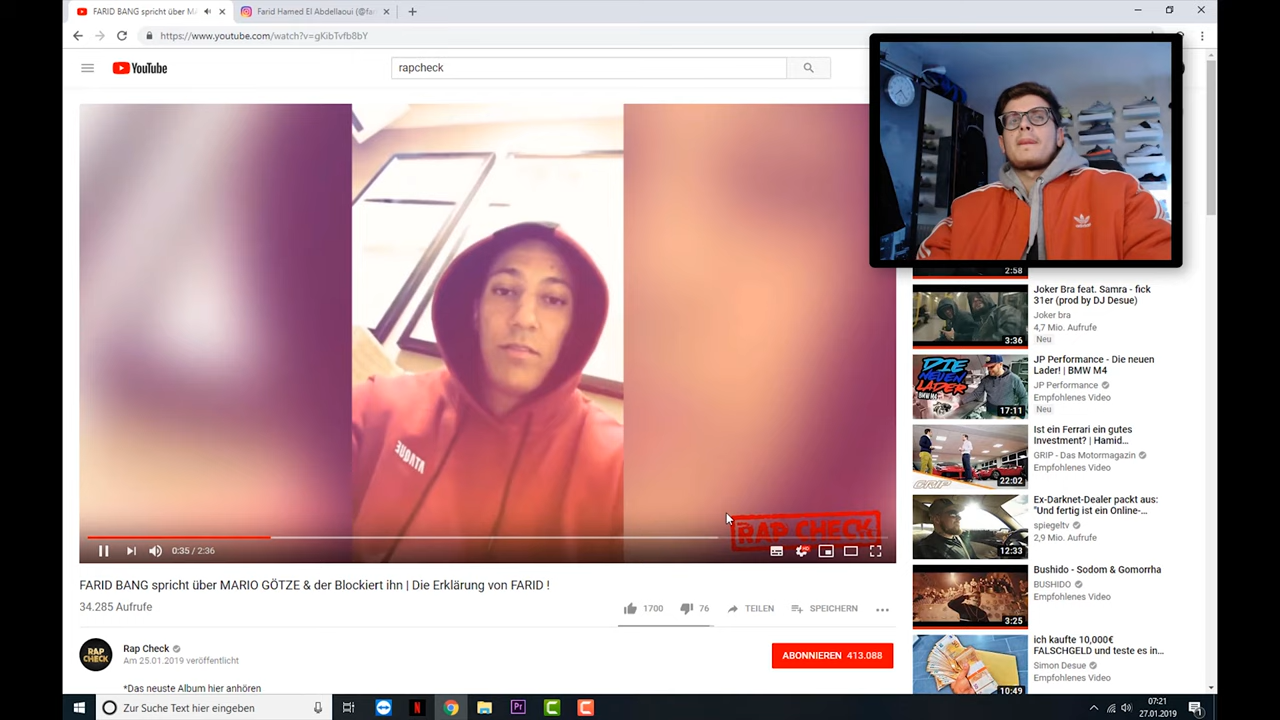 FARID BANG spricht über M
Farid Hamed El Abdellaoui (@fa
https://www.youtube.com/watch?v=gKibTvfb8bY
YouTube
rapcheck
RAP CHECK
0:35 / 2:36
FARID BANG spricht über MARIO GÖTZE & der Blockiert ihn | Die Erklärung von FARID !
34.285 Aufrufe
1700
76
TEILEN
SPEICHERN
RAP
CHECK
Rap Check
Am 25.01.2019 veröffentlicht
ABONNIEREN 413.088
*Das neuste Album hier anhören
2:58
3:36
Joker Bra feat. Samra - fick
31er (prod by DJ Desue)
Joker bra
4,7 Mio. Aufrufe
Neu
DIE
NEUEN
LADER
17:11
JP Performance - Die neuen
Lader! | BMW M4
JP Performance
Empfohlenes Video
Neu
GRIP
22:02
Ist ein Ferrari ein gutes
Investment? | Hamid...
GRIP - Das Motormagazin
Empfohlenes Video
12:33
Ex-Darknet-Dealer packt aus:
"Und fertig ist ein Online-...
spiegeltv
2,9 Mio. Aufrufe
3:25
Bushido - Sodom & Gomorrha
BUSHIDO
Empfohlenes Video
10:49
ich kaufte 10,000€
FALSCHGELD und teste es in...
Simon Desue
Empfohlenes Video
Zur Suche Text hier eingeben
Pr
07:21
27.01.2019